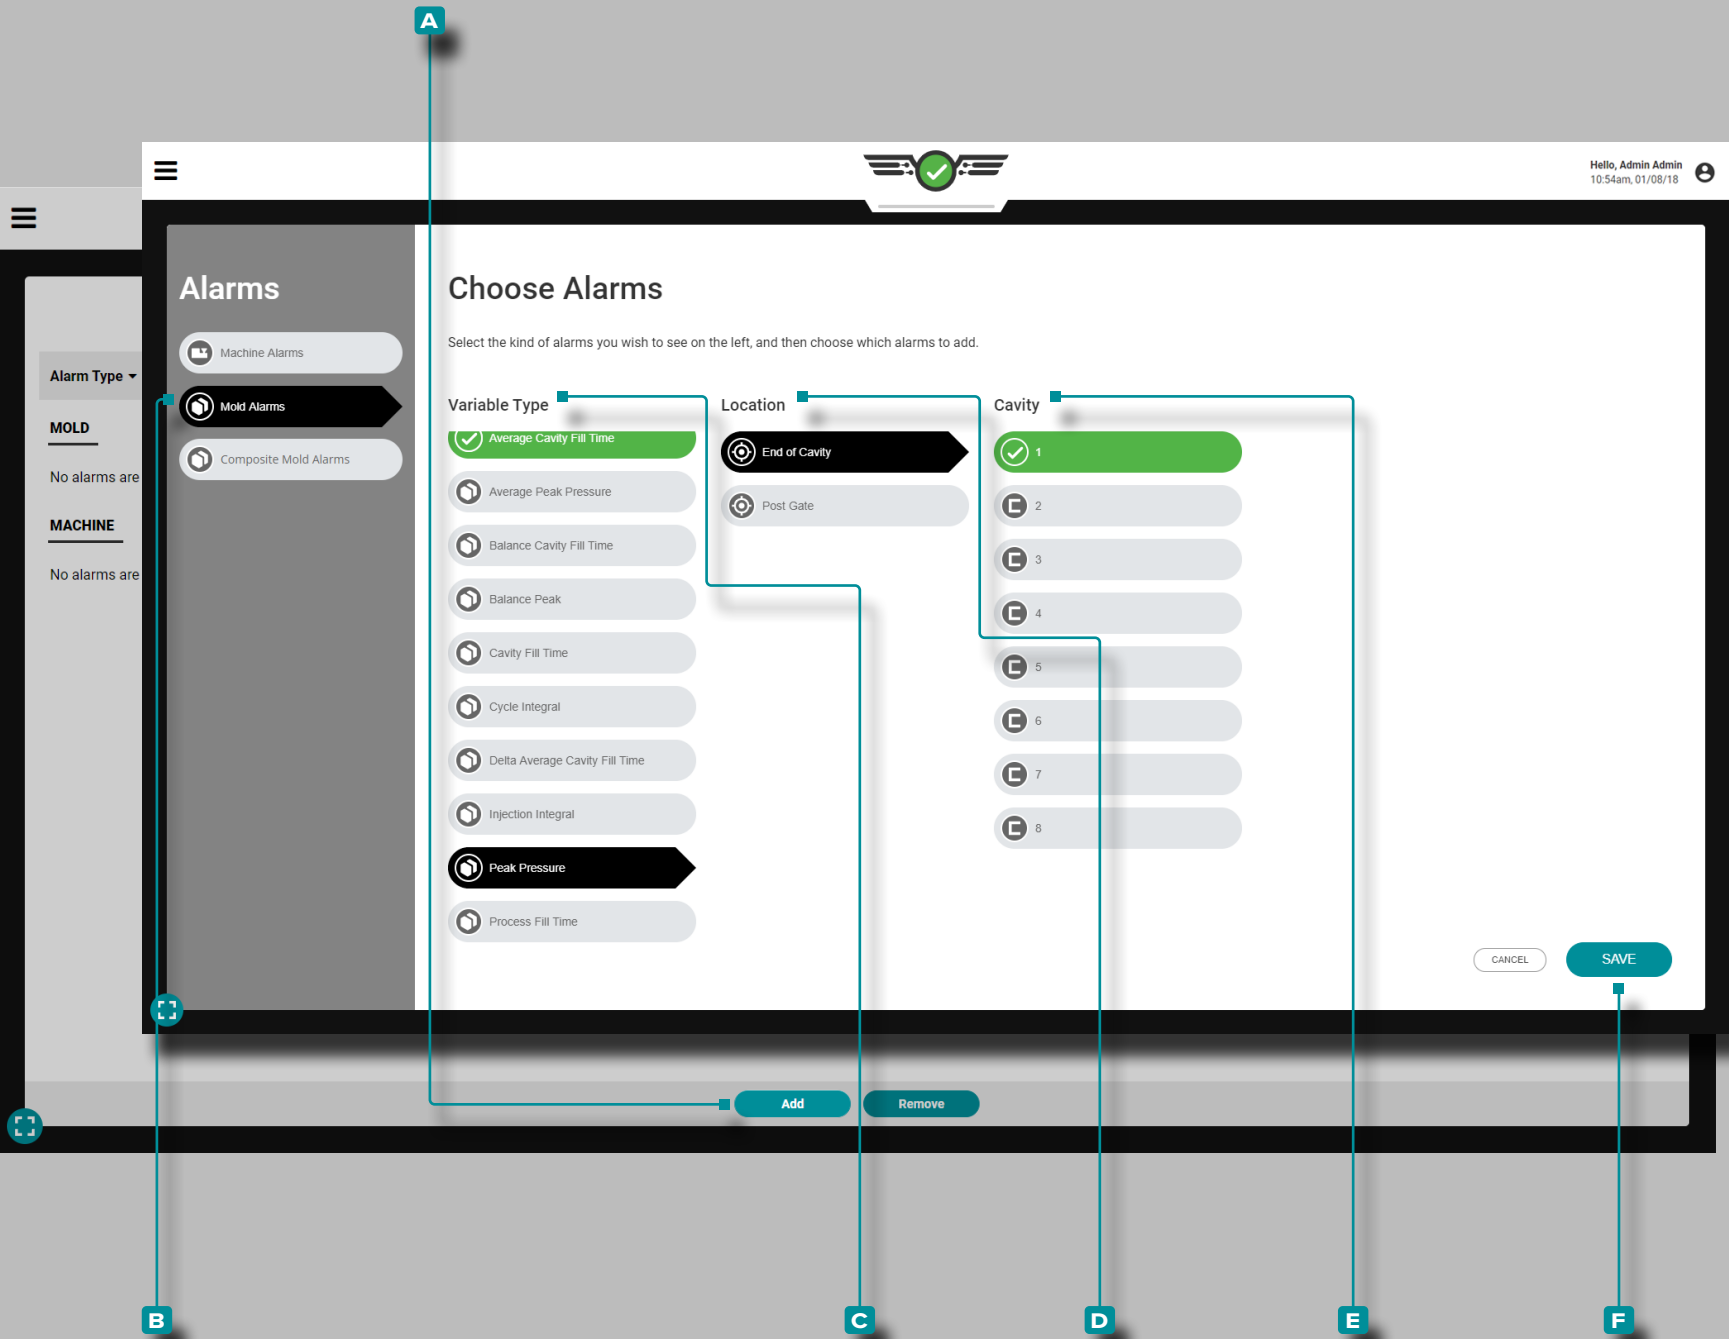 A
Hello, Admin Admin
10:54am, 01/08/18
Alarms
Machine Alarms
Mold Alarms
Composite Mold Alarms
Choose Alarms
Select the kind of alarms you wish to see on the left, and then choose which alarms to add.
Variable Type
Average Cavity Fill Time
Average Peak Pressure
Balance Cavity Fill Time
Balance Peak
Cavity Fill Time
Cycle Integral
Delta Average Cavity Fill Time
Injection Integral
Peak Pressure
Process Fill Time
Location
End of Cavity
Post Gate
Cavity
1
2
3
4
5
6
7
8
CANCEL
SAVE
Alarm Type
MOLD
No alarms are
MACHINE
No alarms are
Add
Remove
B
C
D
E
F